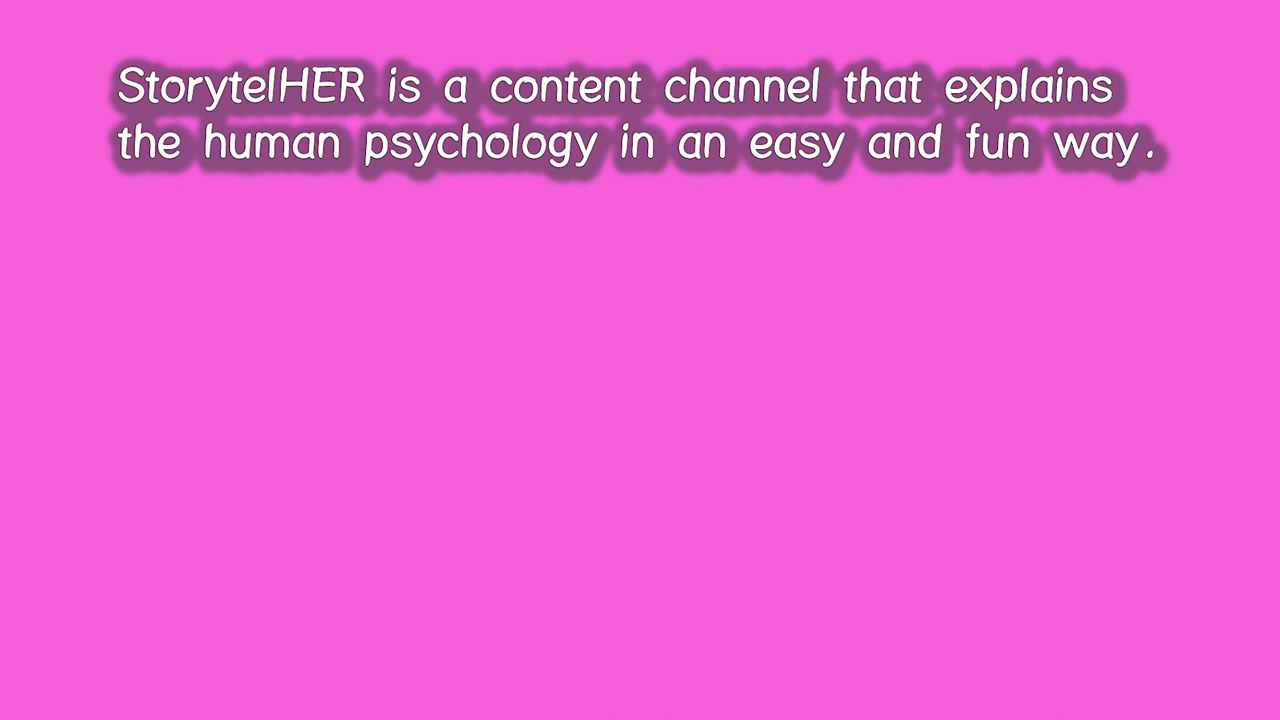 StorytelHER is a content channel that explains
the human psychology in an easy and fun way.